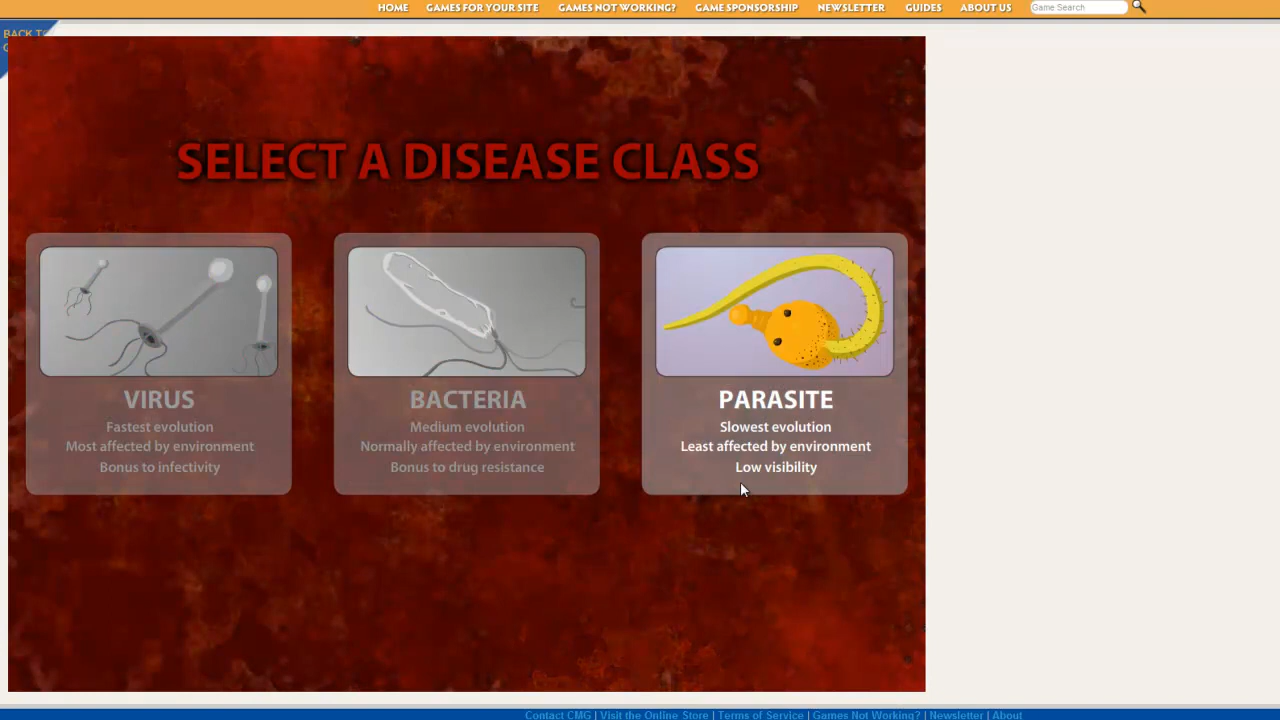 HOME GAMES FOR YOUR SITE GAMES NOT WORKING? GAME SPONSORSHIP NEWSLETTER GUIDES ABOUT US Game Search
BACK
SELECT A DISEASE CLASS
VIRUS
Fastest evolution
Most affected by environment
Bonus to infectivity
BACTERIA
Medium evolution
Normally affected by environment
Bonus to drug resistance
PARASITE
Slowest evolution
Least affected by environment
Low visibility
Contact CMG | Visit the Online Store | Terms of Service | Games Not Working? | Newsletter | About